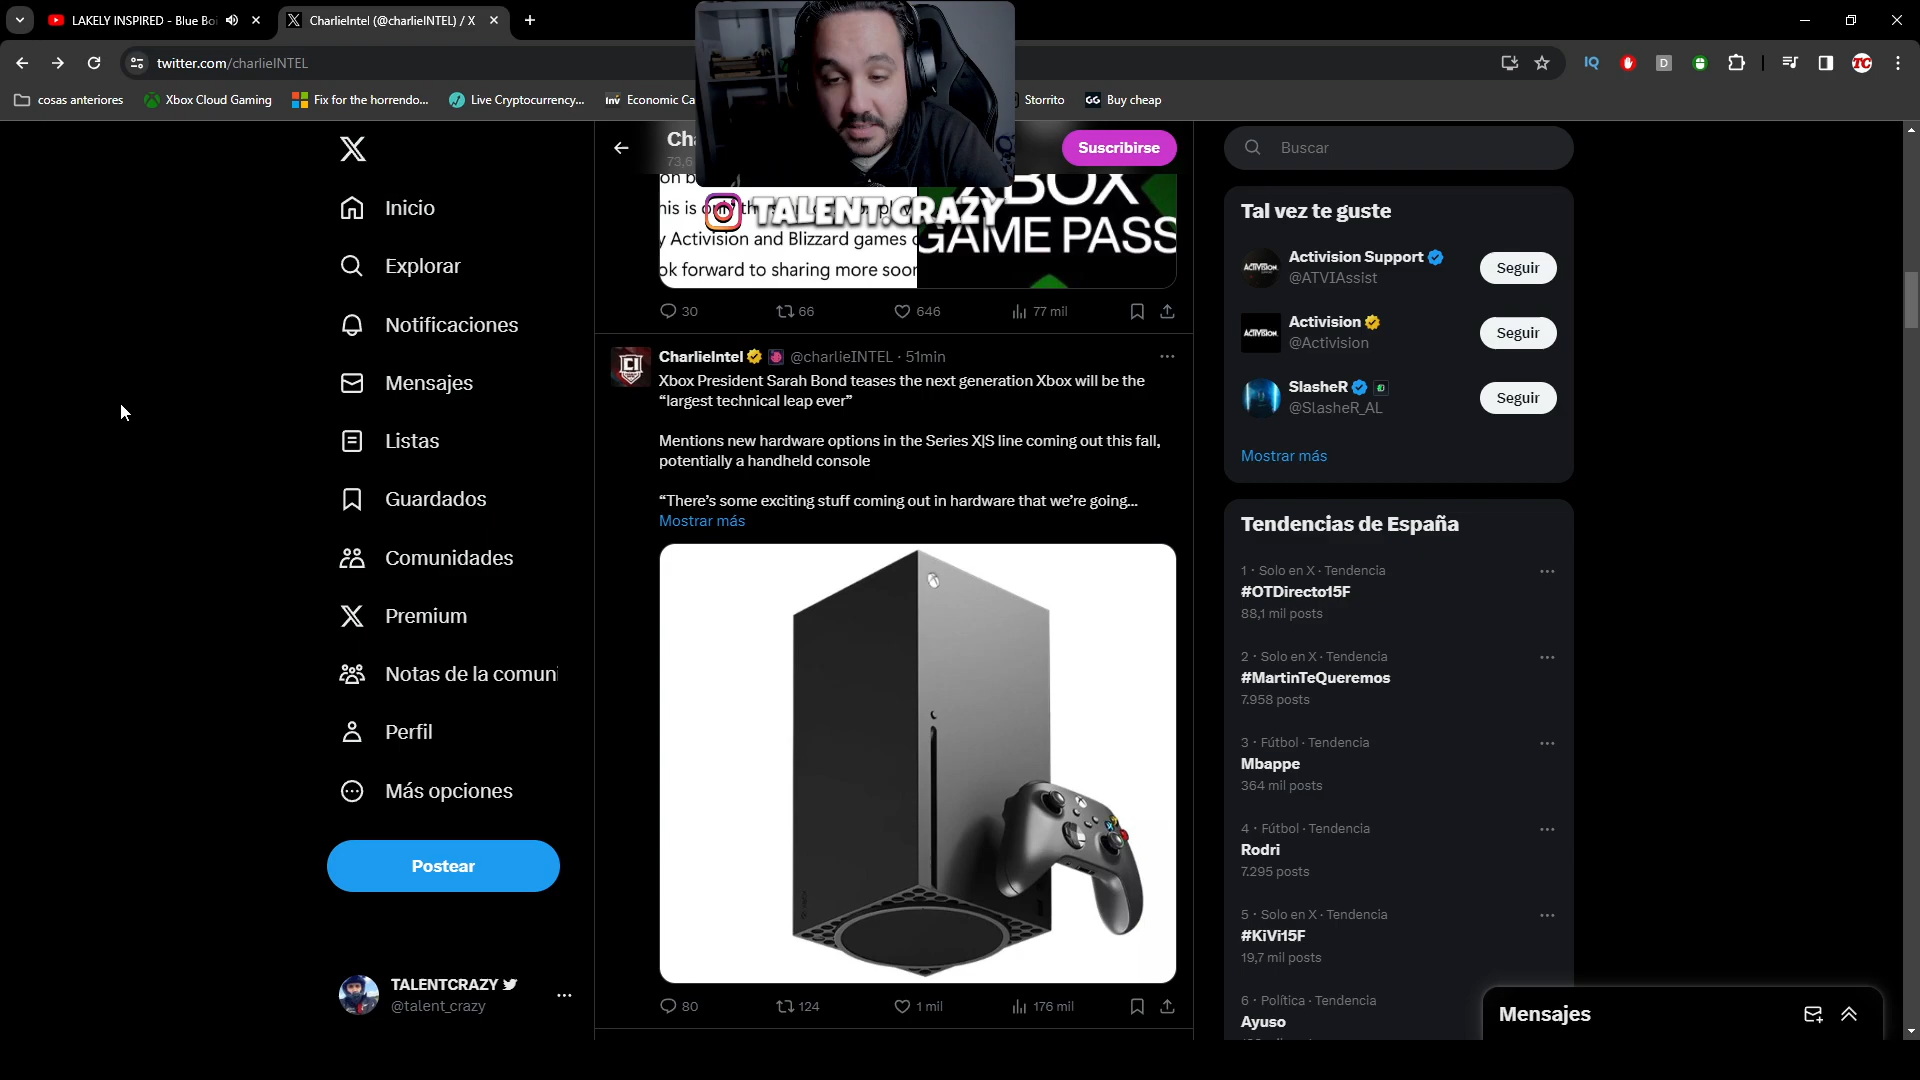 LAKELY INSPIRED - Blue Boi
CharlieIntel (@charlieINTEL) / X
twitter.com/charlieINTEL
cosas anteriores
Xbox Cloud Gaming
Fix for the horrendo...
Live Cryptocurrency...
Economic Ca
Storrito
Buy cheap
Inicio
Explorar
Notificaciones
Mensajes
Listas
Guardados
Comunidades
Premium
Notas de la comuni
Perfil
Más opciones
Postear
TALENTCRAZY
@talent_crazy
Ch
73,6
Suscribirse
TALENT.CRAZY
y Activision and Blizzard games
ok forward to sharing more soon
XBOX
GAME PASS
30
66
646
77 mil
CharlieIntel @charlieINTEL · 51min
Xbox President Sarah Bond teases the next generation Xbox will be the
“largest technical leap ever”
Mentions new hardware options in the Series X|S line coming out this fall,
potentially a handheld console
“There’s some exciting stuff coming out in hardware that we’re going...
Mostrar más
80
124
1 mil
176 mil
Buscar
Tal vez te guste
Activision Support
@ATVIAssist
Seguir
Activision
@Activision
Seguir
SlasheR
@SlasheR_AL
Seguir
Mostrar más
Tendencias de España
1 · Solo en X · Tendencia
#OTDirecto15F
88,1 mil posts
2 · Solo en X · Tendencia
#MartinTeQueremos
7.958 posts
3 · Fútbol · Tendencia
Mbappe
364 mil posts
4 · Fútbol · Tendencia
Rodri
7.295 posts
5 · Solo en X · Tendencia
#KiVi15F
19,7 mil posts
6 · Política · Tendencia
Ayuso
Mensajes